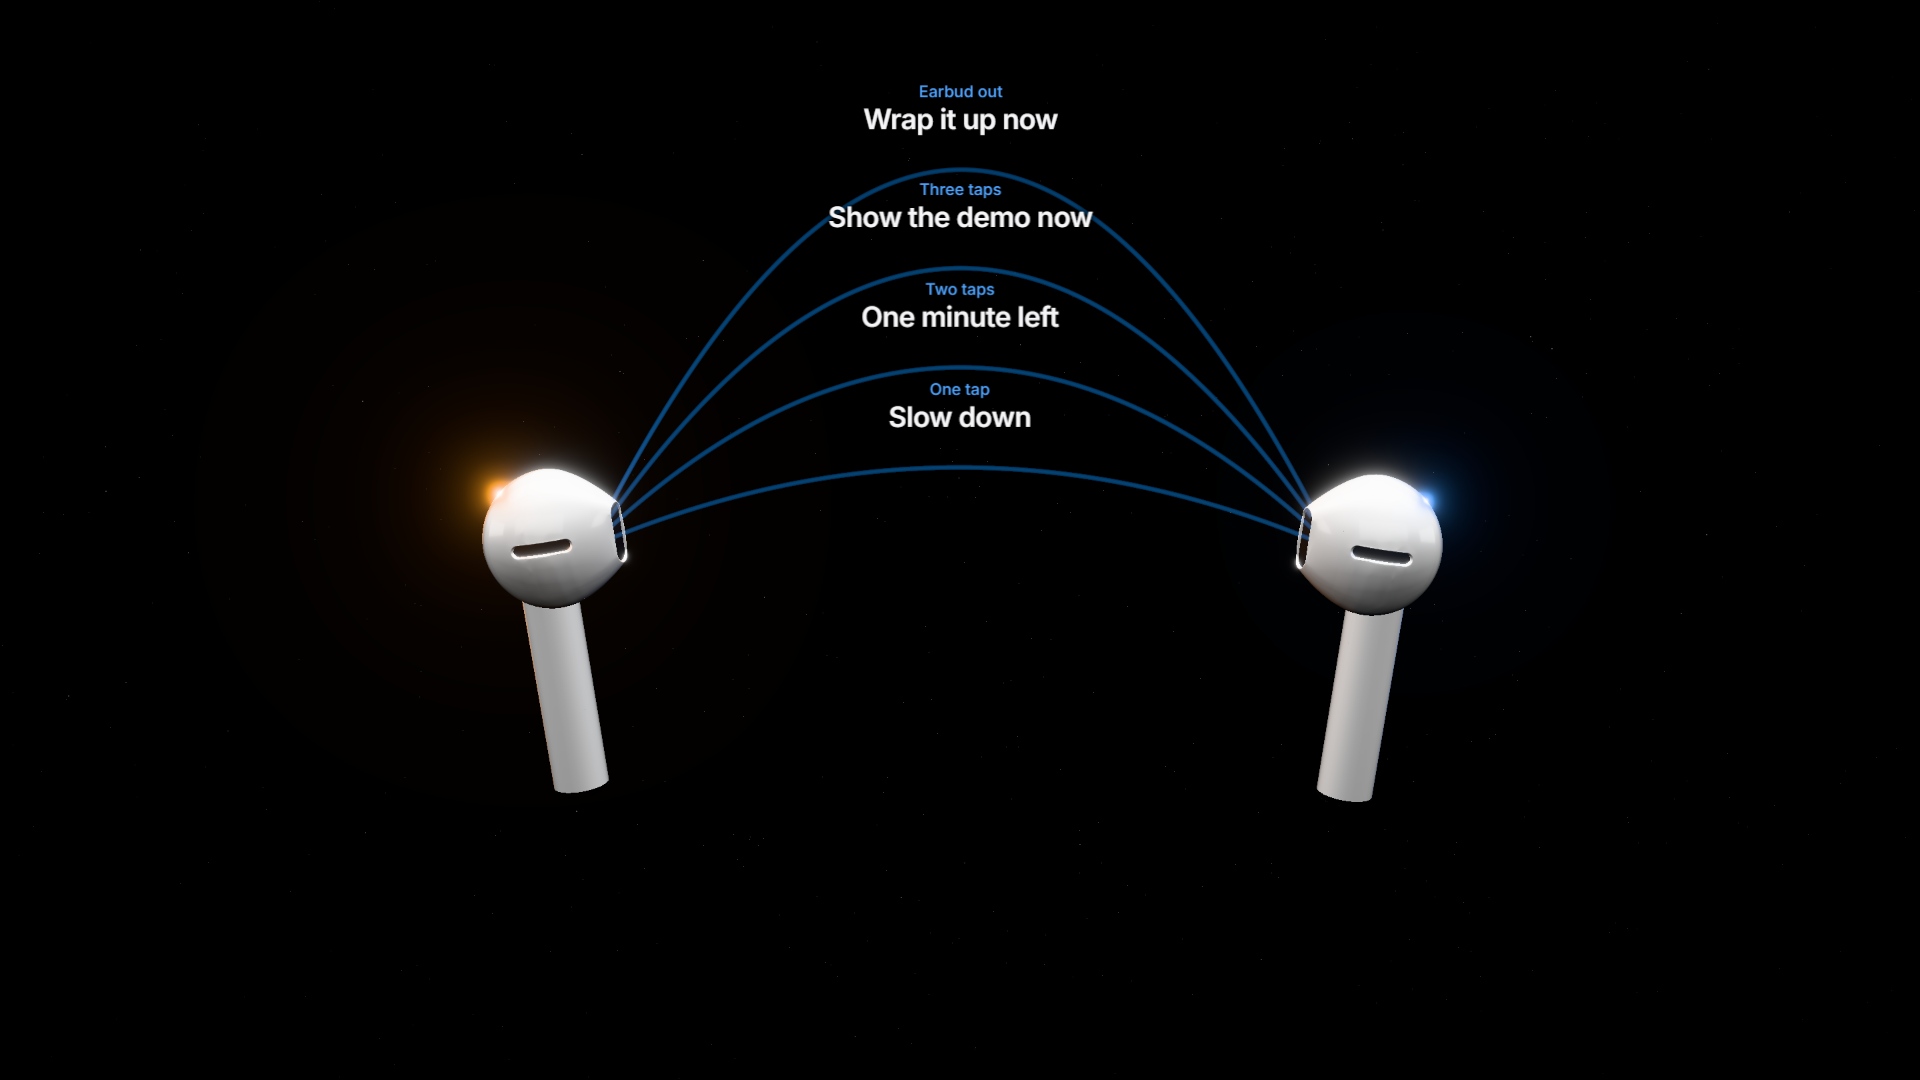 Earbud out
Wrap it up now
Three taps
Show the demo now
Two taps
One minute left
One tap
Slow down